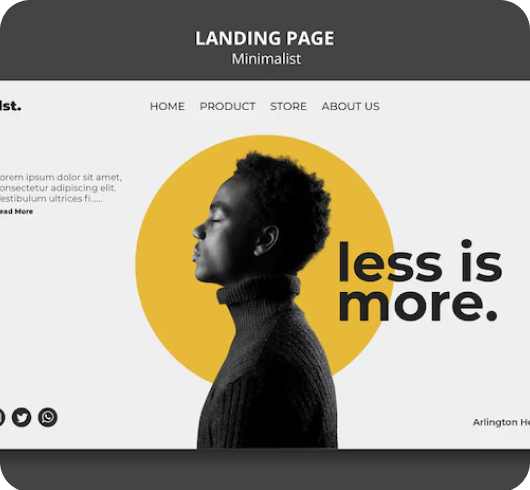 LANDING PAGE
Minimalist
lst.
HOME PRODUCT STORE ABOUT US
orem ipsum dolor sit amet,
onsectetur adipiscing elit.
estibulum ultrices fi......
ead More
less is
more.
Arlington He